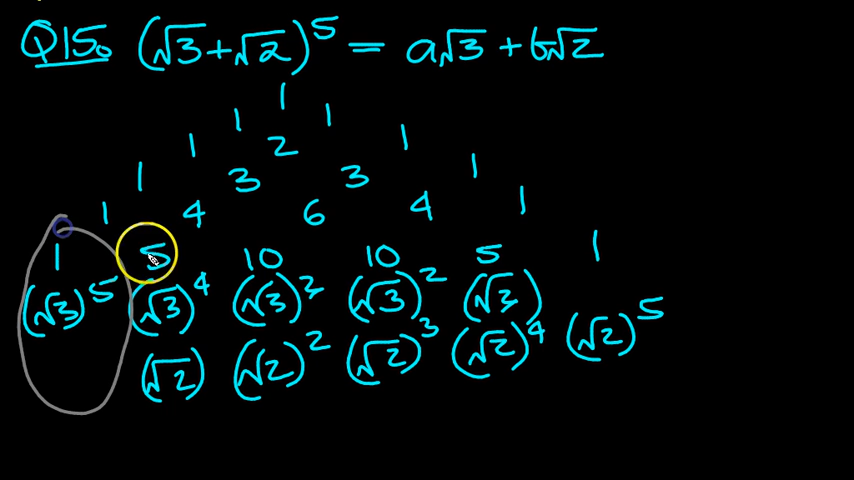 Q15. (√3+√2)^5 = a√3 + b√2
1
1 1
1 2 1
1 3 3 1
1 4 6 4 1
1 5 10 10 5 1
(√3)^5 (√3)^4 (√3)^3 (√3)^2 (√3)
(√2) (√2)^2 (√2)^3 (√2)^4 (√2)^5